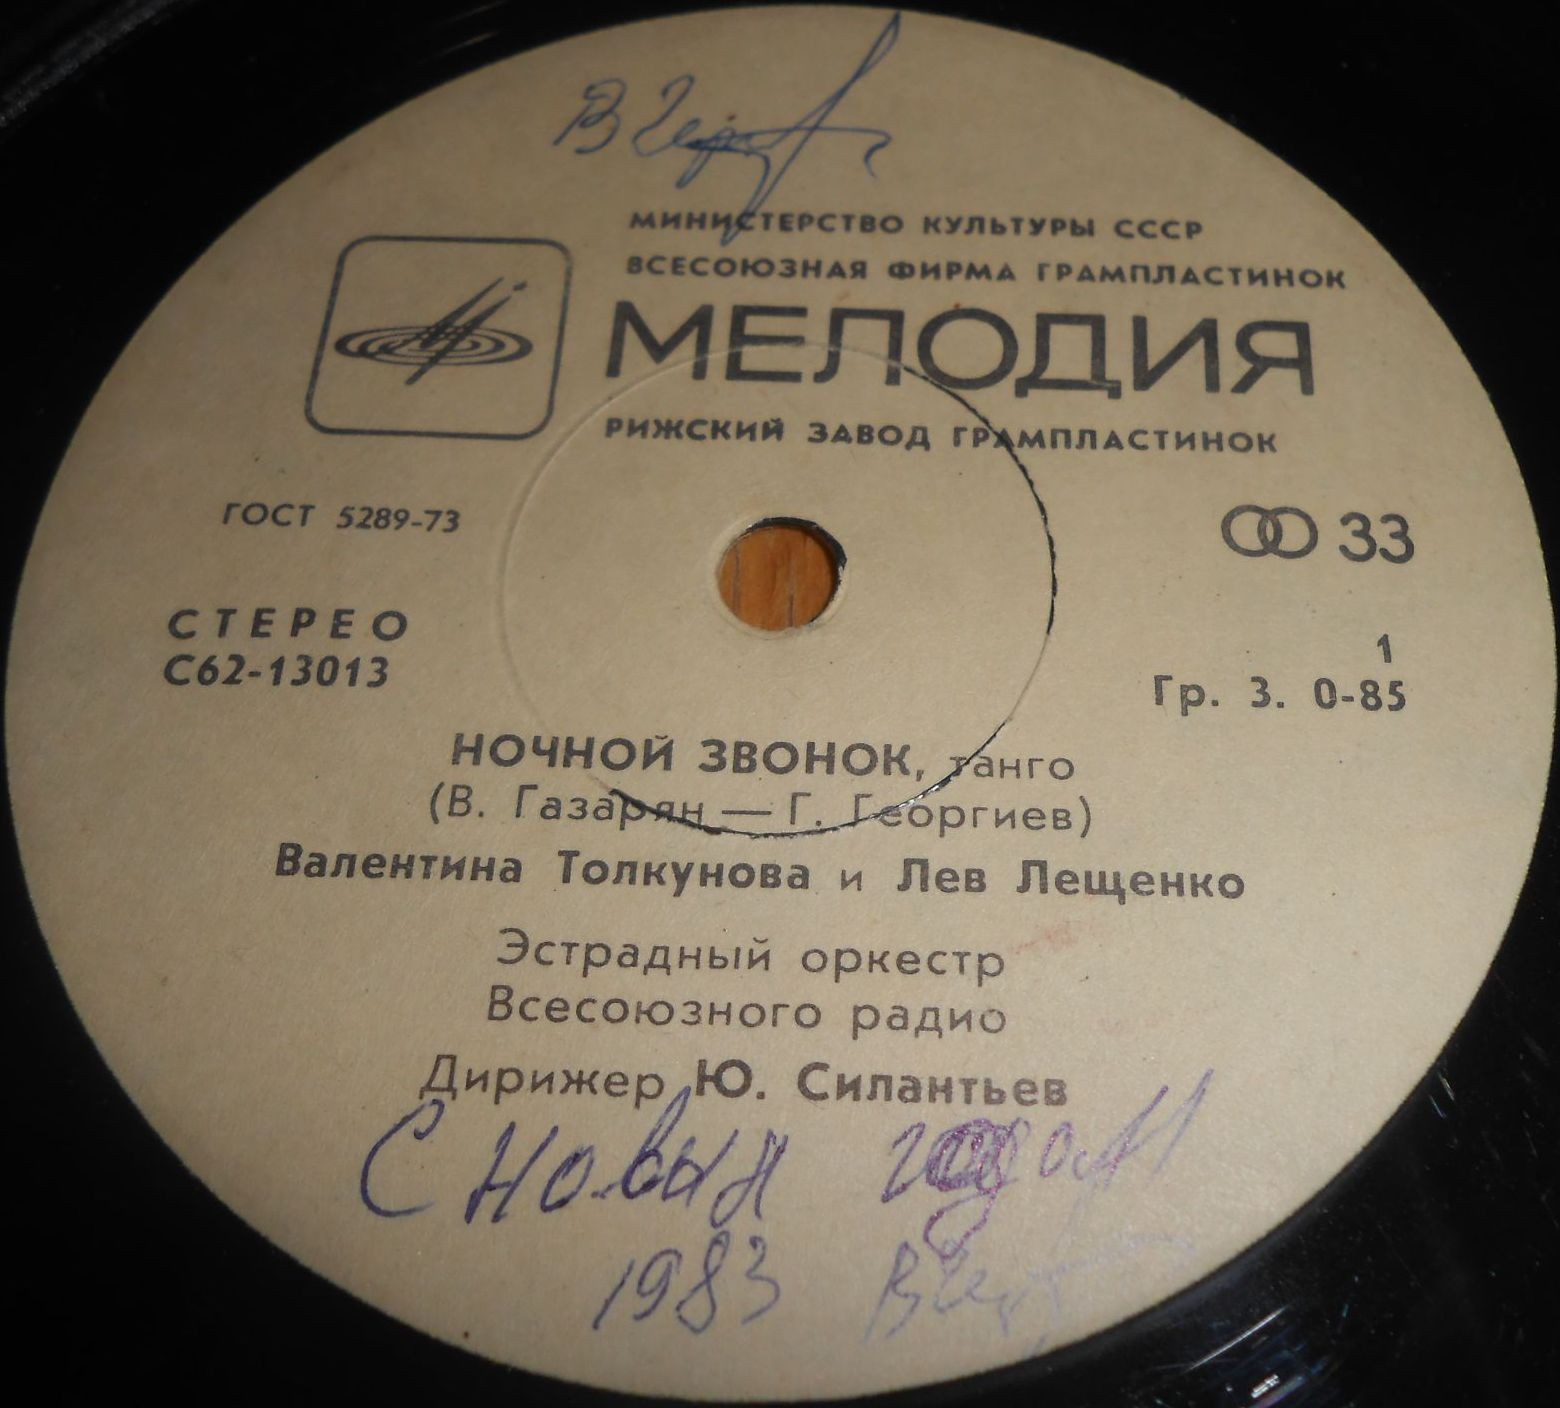 МИНИСТЕРСТВО КУЛЬТУРЫ СССР
ВСЕСОЮЗНАЯ ФИРМА ГРАМПЛАСТИНОК
МЕЛОДИЯ
РИЖСКИЙ ЗАВОД ГРАМПЛАСТИНОК
ГОСТ 5289-73
33
СТЕРЕО
С62-13013
1
Гр. 3. 0-85
НОЧНОЙ ЗВОНОК, танго
(В. Газарян — Г. Георгиев)
Валентина Толкунова и Лев Лещенко
Эстрадный оркестр
Всесоюзного радио
Дирижер Ю. Силантьев
С Новым годом
1983